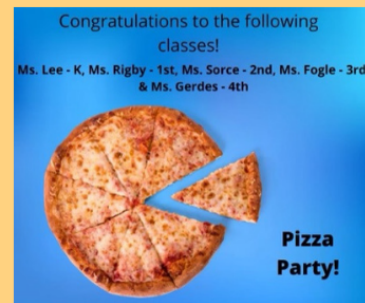 Congratulations to the following
classes!
Ms. Lee - K, Ms. Rigby - 1st, Ms. Sorce - 2nd, Ms. Fogle - 3rd
& Ms. Gerdes - 4th
Pizza
Party!